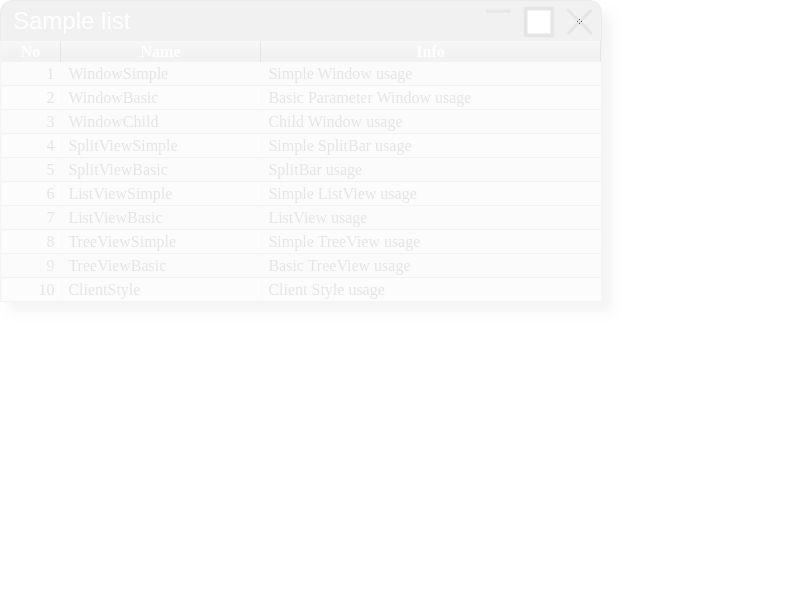 Sample list
No Name Info
1 WindowSimple Simple Window usage
2 WindowBasic Basic Parameter Window usage
3 WindowChild Child Window usage
4 SplitViewSimple Simple SplitBar usage
5 SplitViewBasic SplitBar usage
6 ListViewSimple Simple ListView usage
7 ListViewBasic ListView usage
8 TreeViewSimple Simple TreeView usage
9 TreeViewBasic Basic TreeView usage
10 ClientStyle Client Style usage